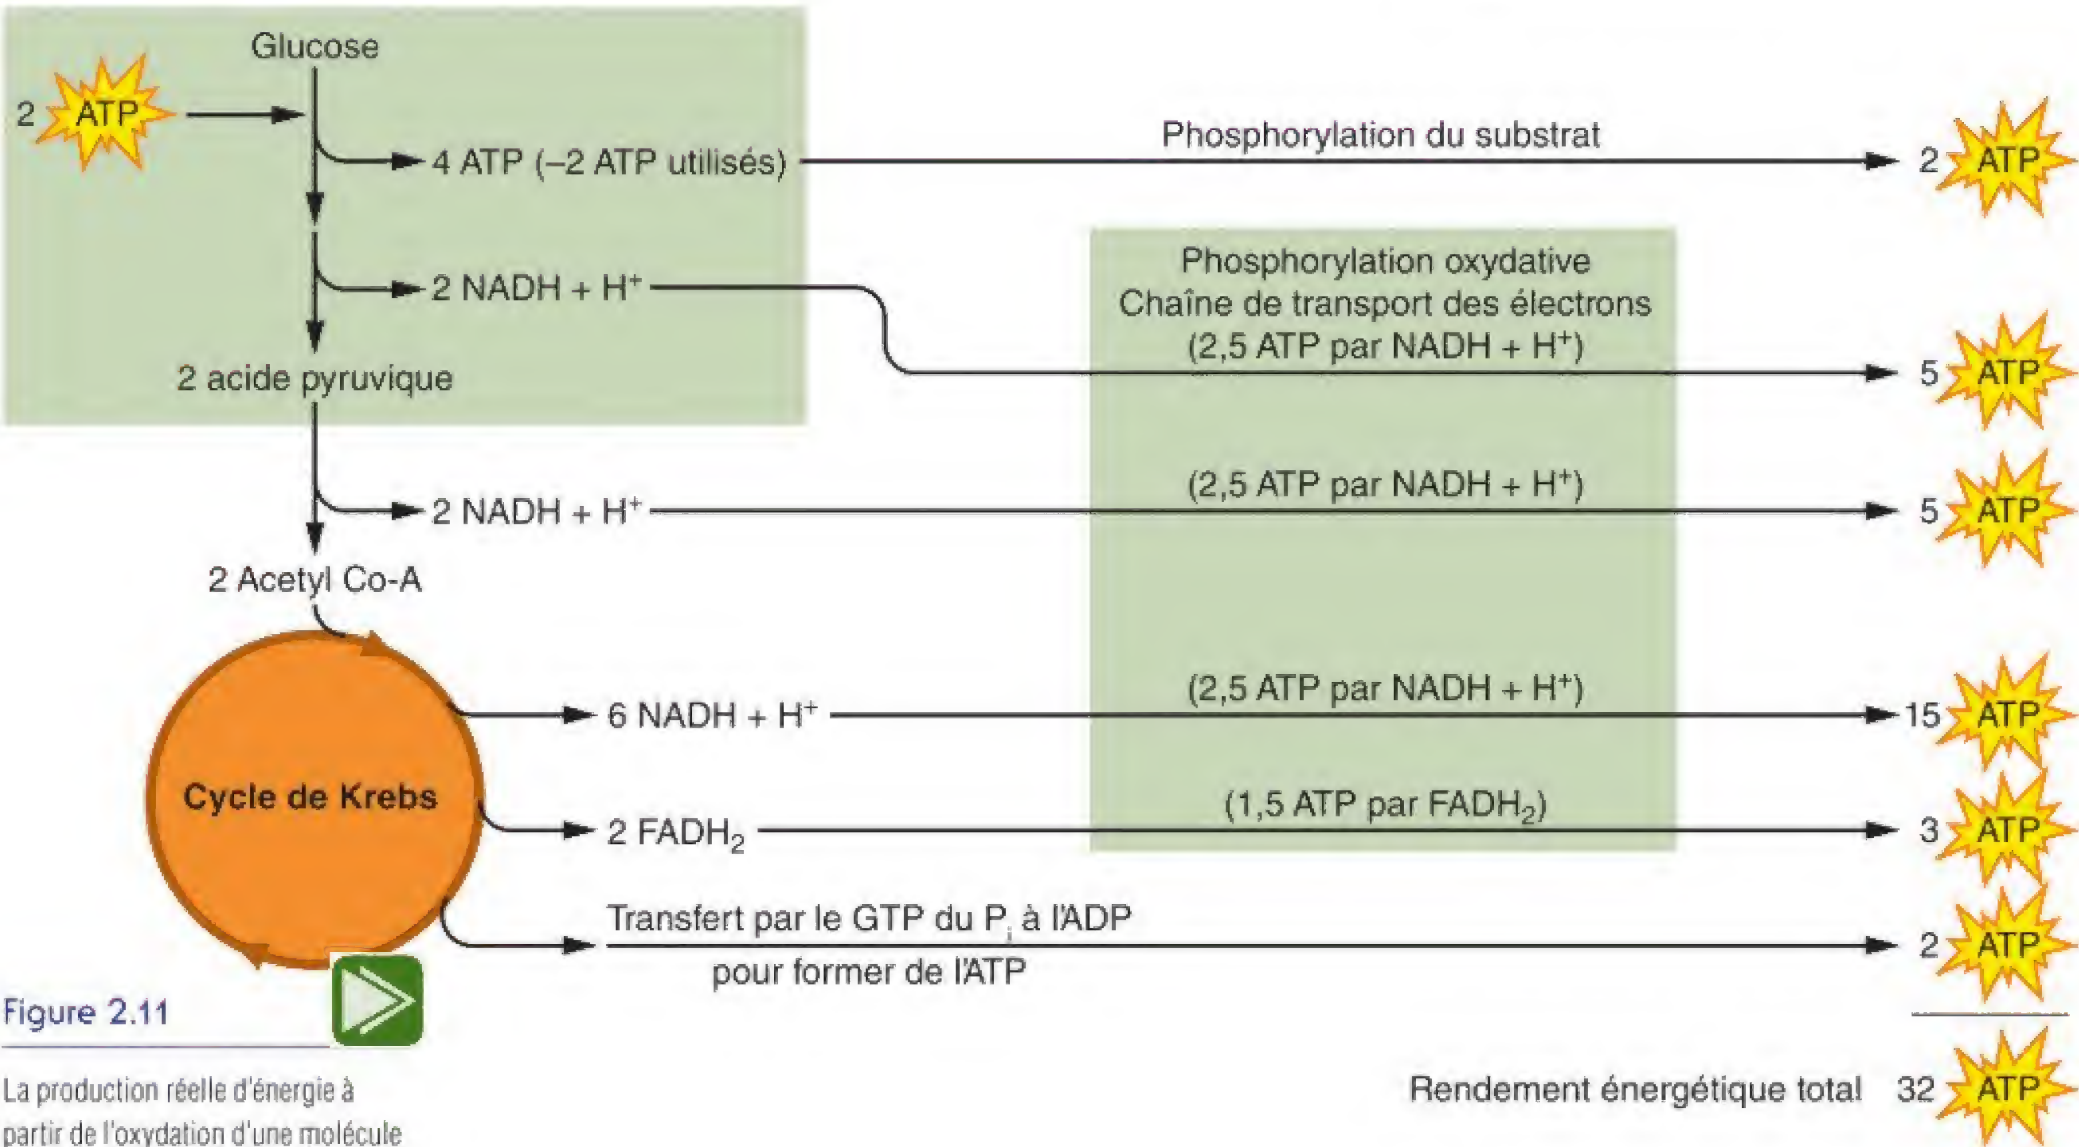 Glucose
2 ATP
4 ATP (–2 ATP utilisés)
Phosphorylation du substrat
2 ATP
2 NADH + H⁺
Phosphorylation oxydative
Chaîne de transport des électrons
(2,5 ATP par NADH + H⁺)
5 ATP
2 acide pyruvique
2 NADH + H⁺
(2,5 ATP par NADH + H⁺)
5 ATP
2 Acetyl Co-A
Cycle de Krebs
6 NADH + H⁺
(2,5 ATP par NADH + H⁺)
15 ATP
2 FADH₂
(1,5 ATP par FADH₂)
3 ATP
Transfert par le GTP du Pᵢ à l'ADP
pour former de l'ATP
2 ATP
Rendement énergétique total 32 ATP
Figure 2.11
La production réelle d'énergie à
partir de l'oxydation d'une molécule